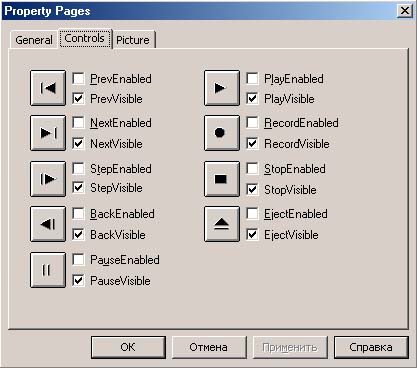 Property Pages
General Controls Picture
PrevEnabled
PrevVisible
NextEnabled
NextVisible
StepEnabled
StepVisible
BackEnabled
BackVisible
PauseEnabled
PauseVisible
PlayEnabled
PlayVisible
RecordEnabled
RecordVisible
StopEnabled
StopVisible
EjectEnabled
EjectVisible
OK Отмена Применить Справка